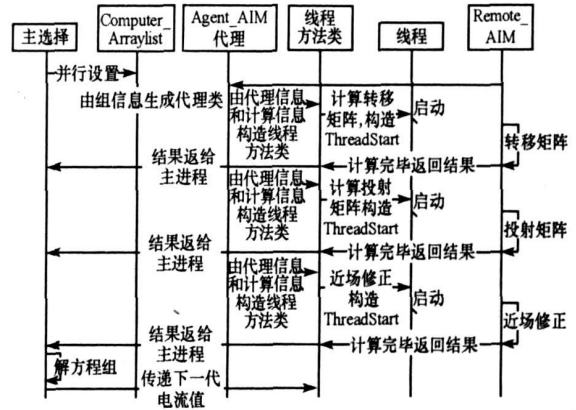 主选择
Computer_
Arraylist
Agent_AIM
代理
线程
方法类
线程
Remote_
AIM
并行设置
由组信息生成代理类
由代理信息
和计算信息
构造线程
方法类
计算转移
矩阵,构造
ThreadStart
启动
转移矩阵
结果返给
主进程
计算完毕返回结果
由代理信息
和计算信息
构造线程
方法类
计算投射
矩阵构造
ThreadStart
启动
投射矩阵
结果返给
主进程
计算完毕返回结果
由代理信息
和计算信息
构造线程
方法类
近场修正
构造
ThreadStart
启动
近场修正
结果返给
主进程
计算完毕返回结果
解方程组
传递下一代
电流值